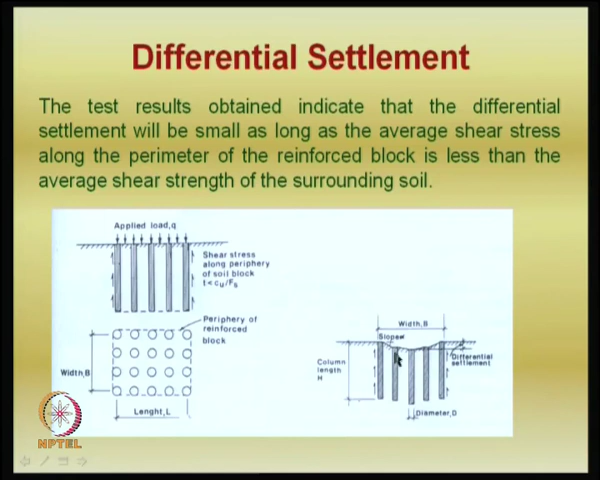 Differential Settlement
The test results obtained indicate that the differential
settlement will be small as long as the average shear stress
along the perimeter of the reinforced block is less than the
average shear strength of the surrounding soil.
Applied load,q
Shear stress
along periphery
of soil block
t<cu/Fs
Periphery of
reinforced
block
Width,B
Lenght,L
Width,B
Slope
Column
length
H
Differential
settlement
Diameter,D
NPTEL